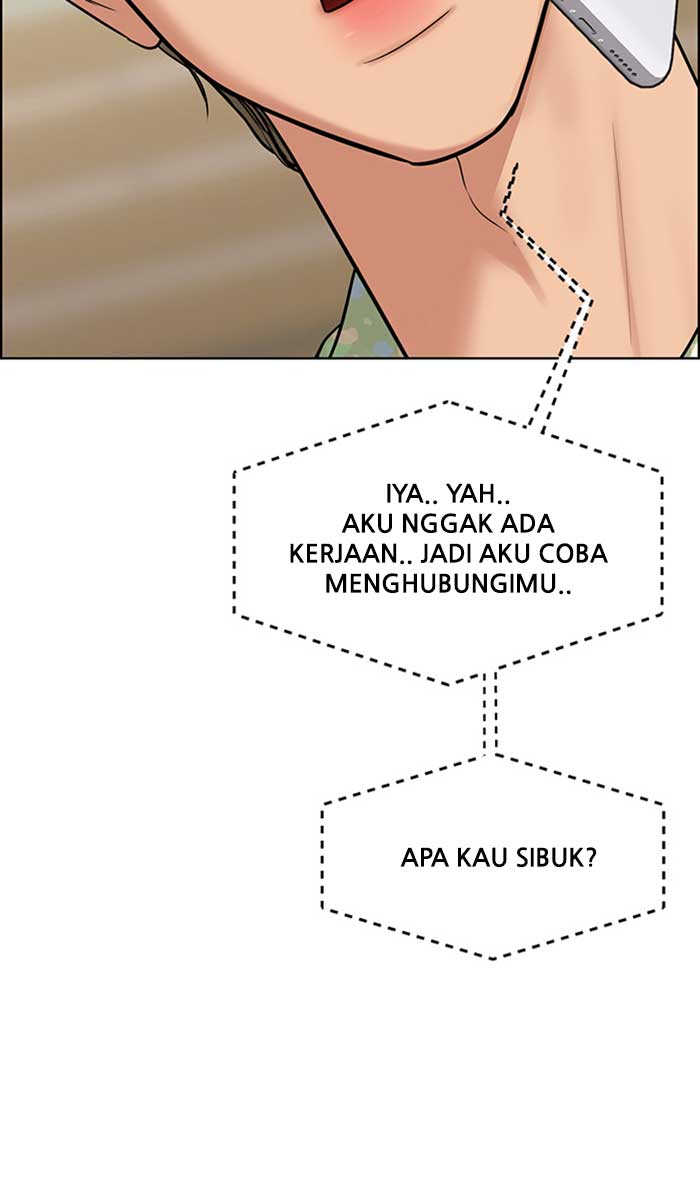 IYA.. YAH..
AKU NGGAK ADA
KERJAAN.. JADI AKU COBA
MENGHUBUNGIMU..
APA KAU SIBUK?